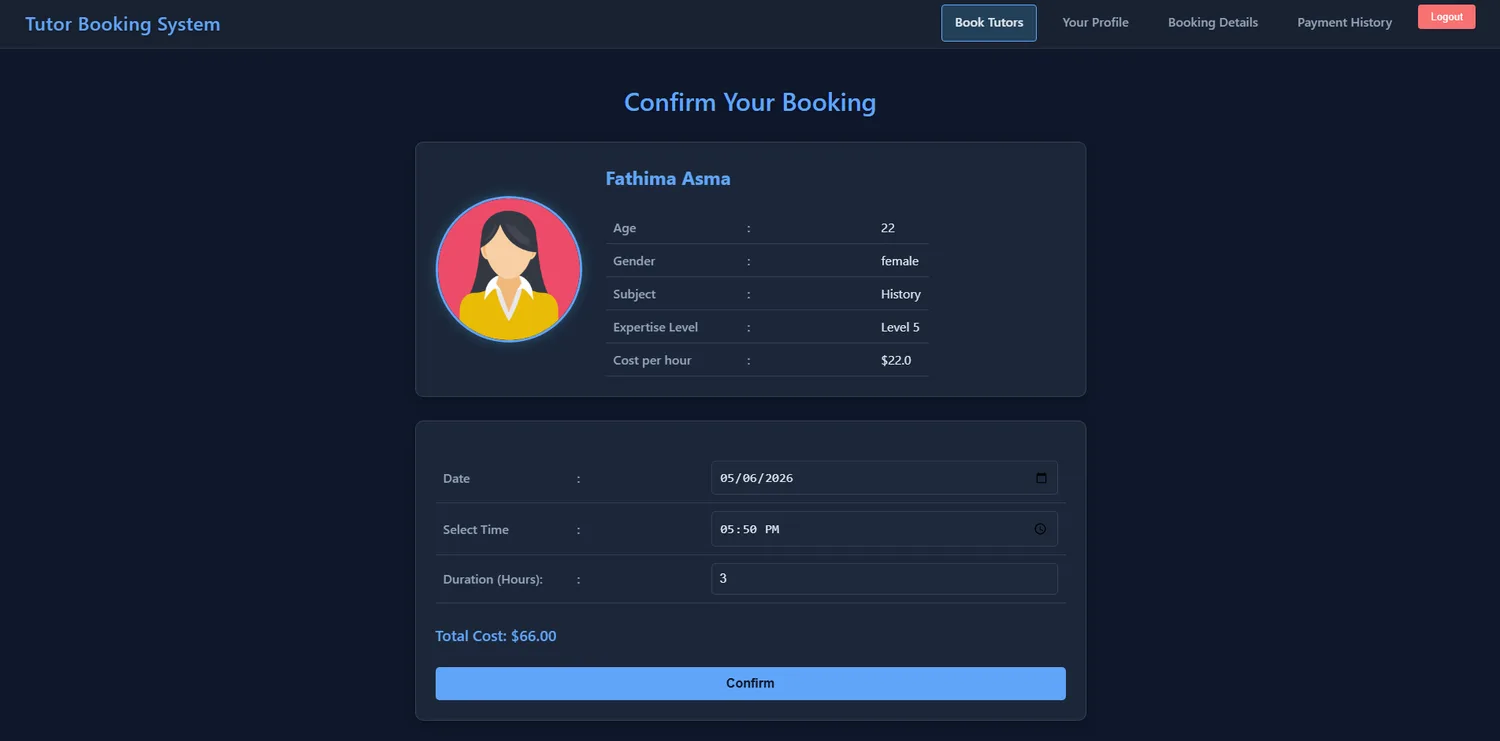 Tutor Booking System
Book Tutors Your Profile Booking Details Payment History Logout
Confirm Your Booking
Fathima Asma
Age : 22
Gender : female
Subject : History
Expertise Level : Level 5
Cost per hour : $22.0
Date : 05/06/2026
Select Time : 05:50 PM
Duration (Hours): : 3
Total Cost: $66.00
Confirm